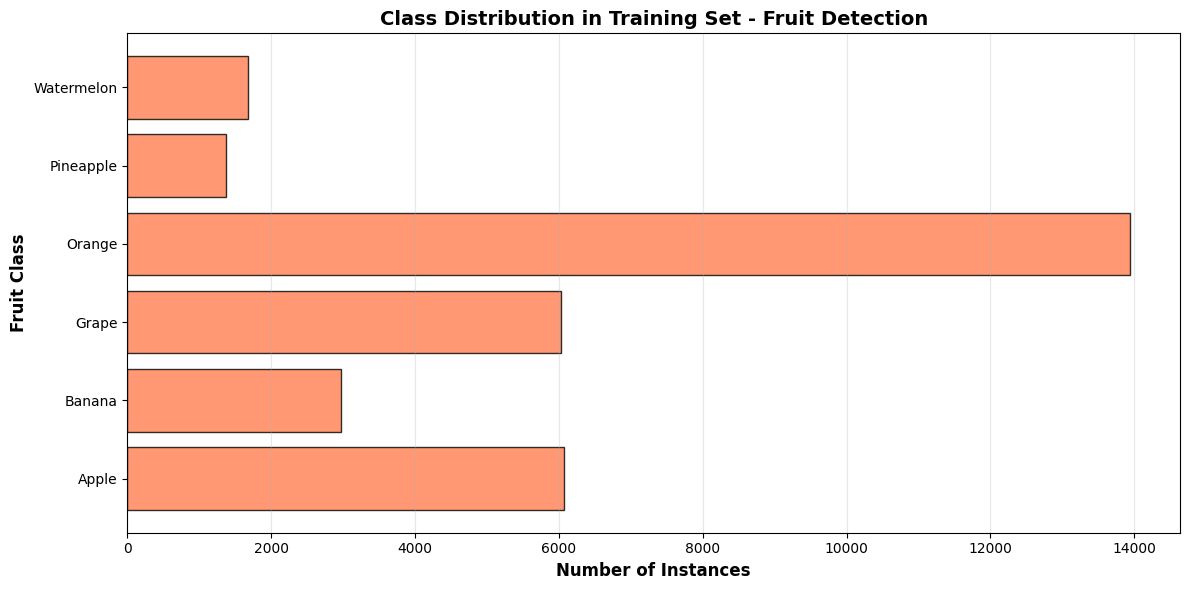 Class Distribution in Training Set - Fruit Detection
Fruit Class
Watermelon
Pineapple
Orange
Grape
Banana
Apple
0 2000 4000 6000 8000 10000 12000 14000
Number of Instances